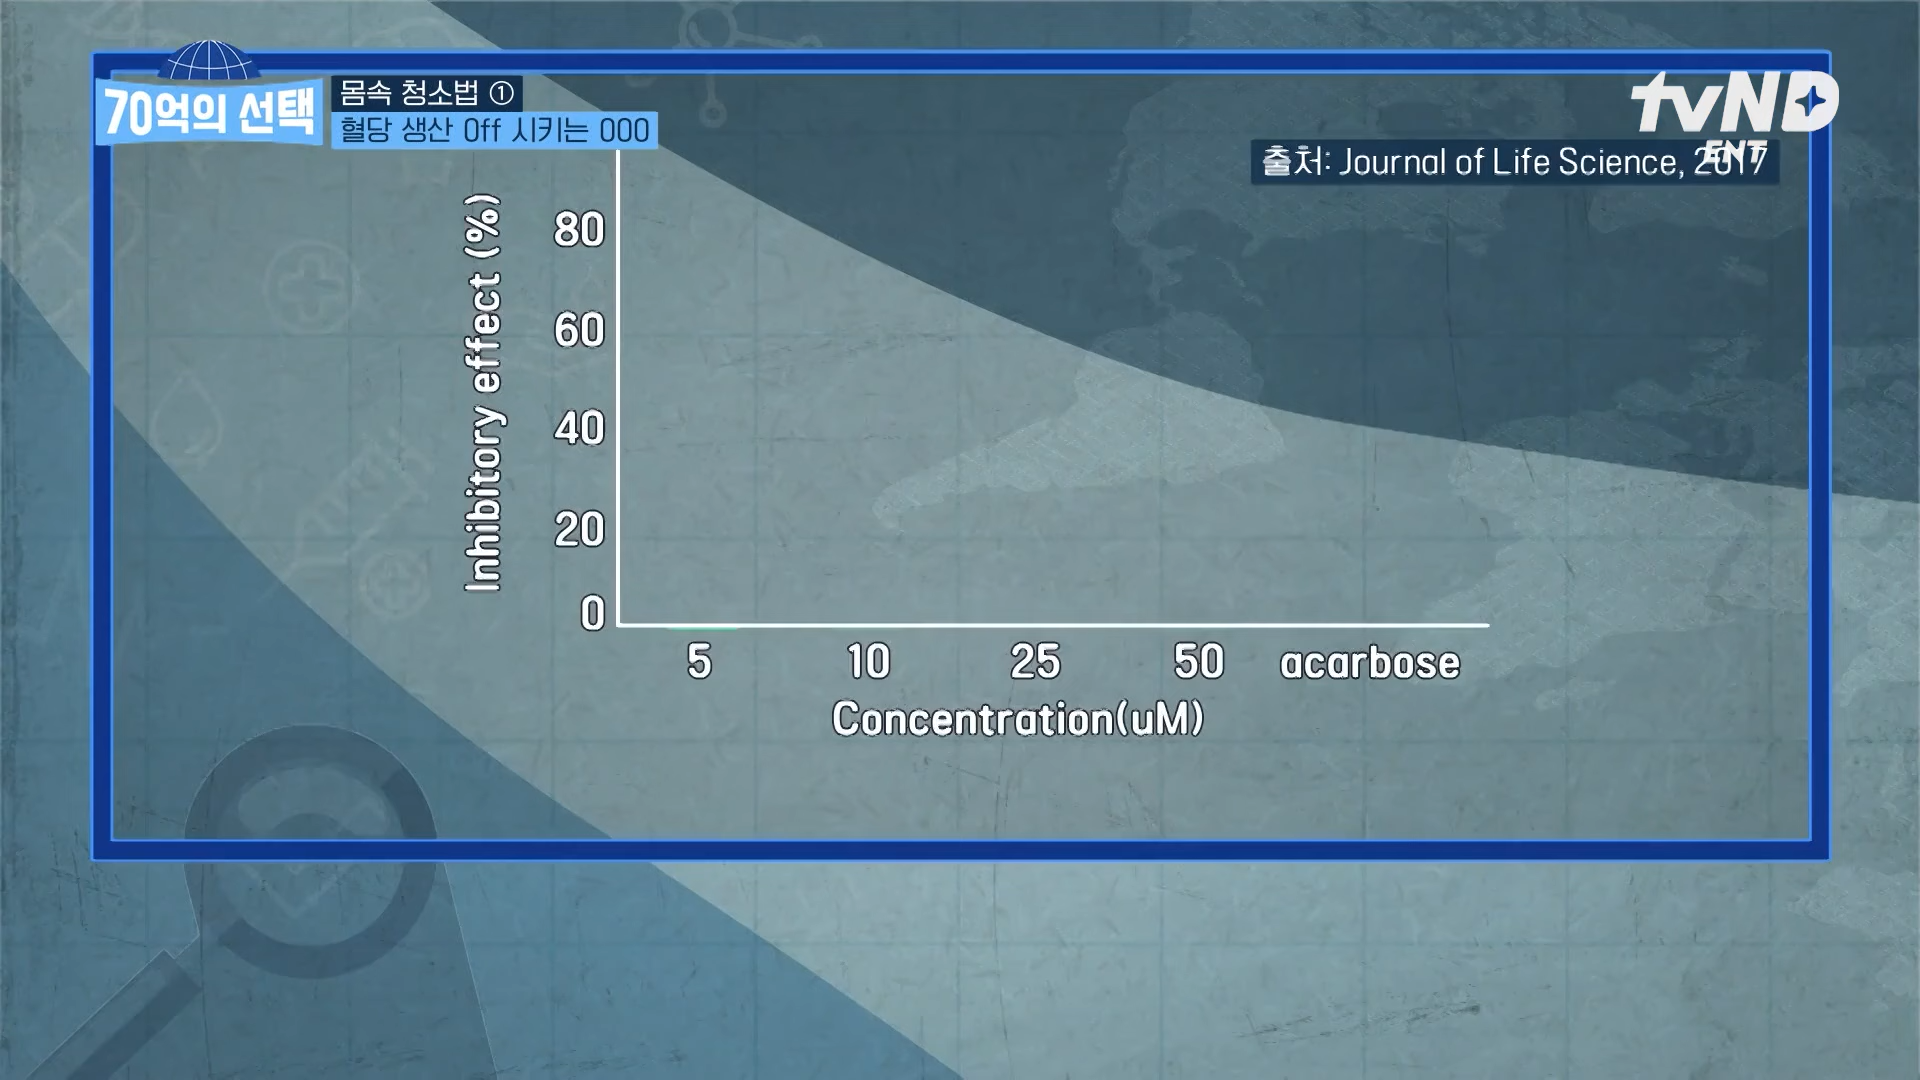 70억의 선택
몸속 청소법 ①
혈당 생산 Off 시키는 OOO
tvND
ENT
출처: Journal of Life Science, 2017
Inhibitory effect (%)
80
60
40
20
0
5 10 25 50 acarbose
Concentration(uM)